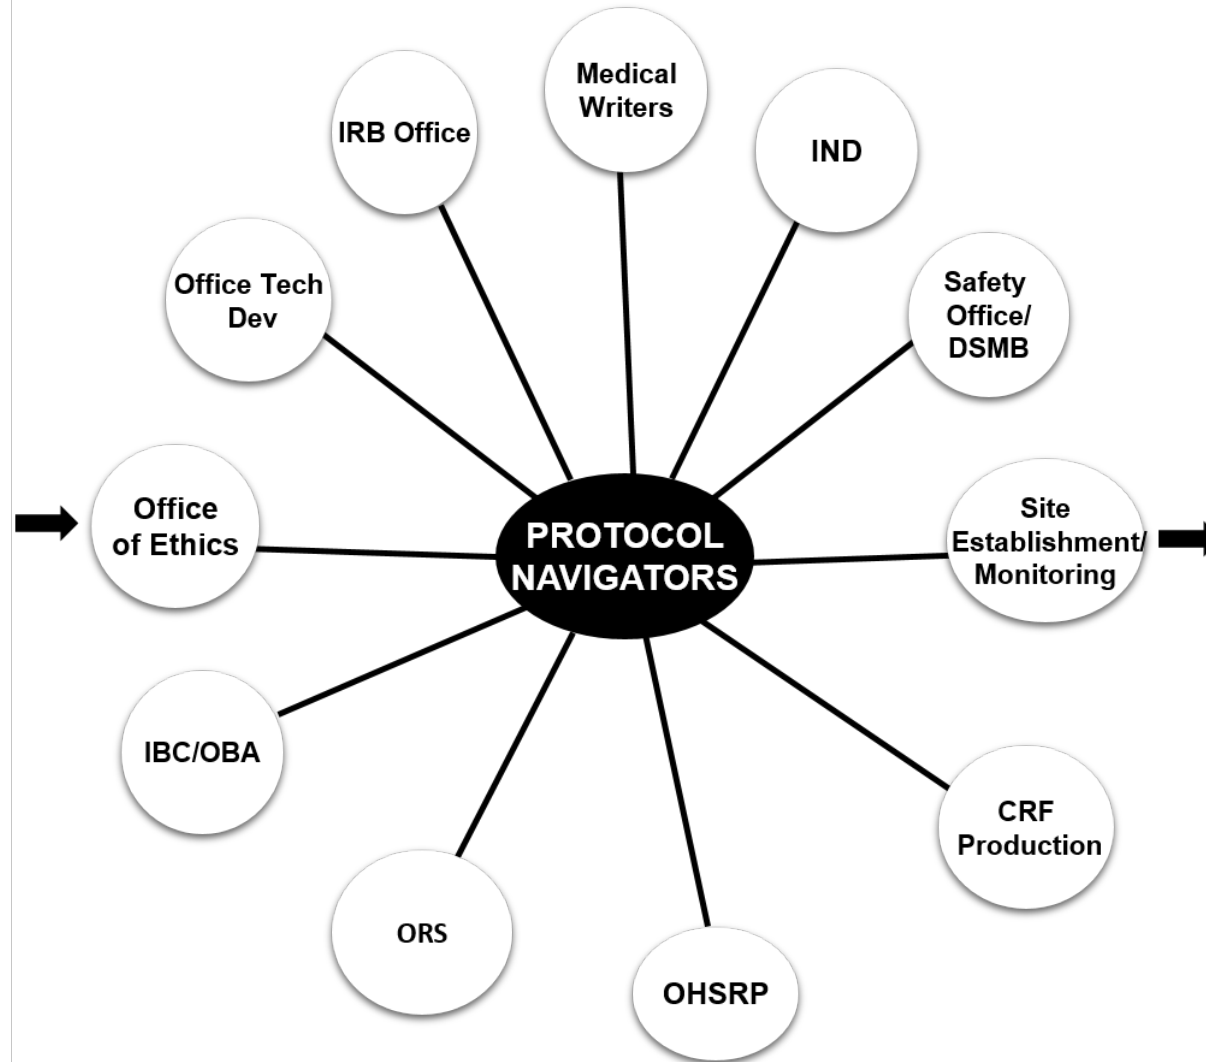 Medical
Writers
IRB Office
IND
Office Tech
Dev
Safety
Office/
DSMB
Office
of Ethics
PROTOCOL
NAVIGATORS
Site
Establishment/
Monitoring
IBC/OBA
CRF
Production
ORS
OHSRP